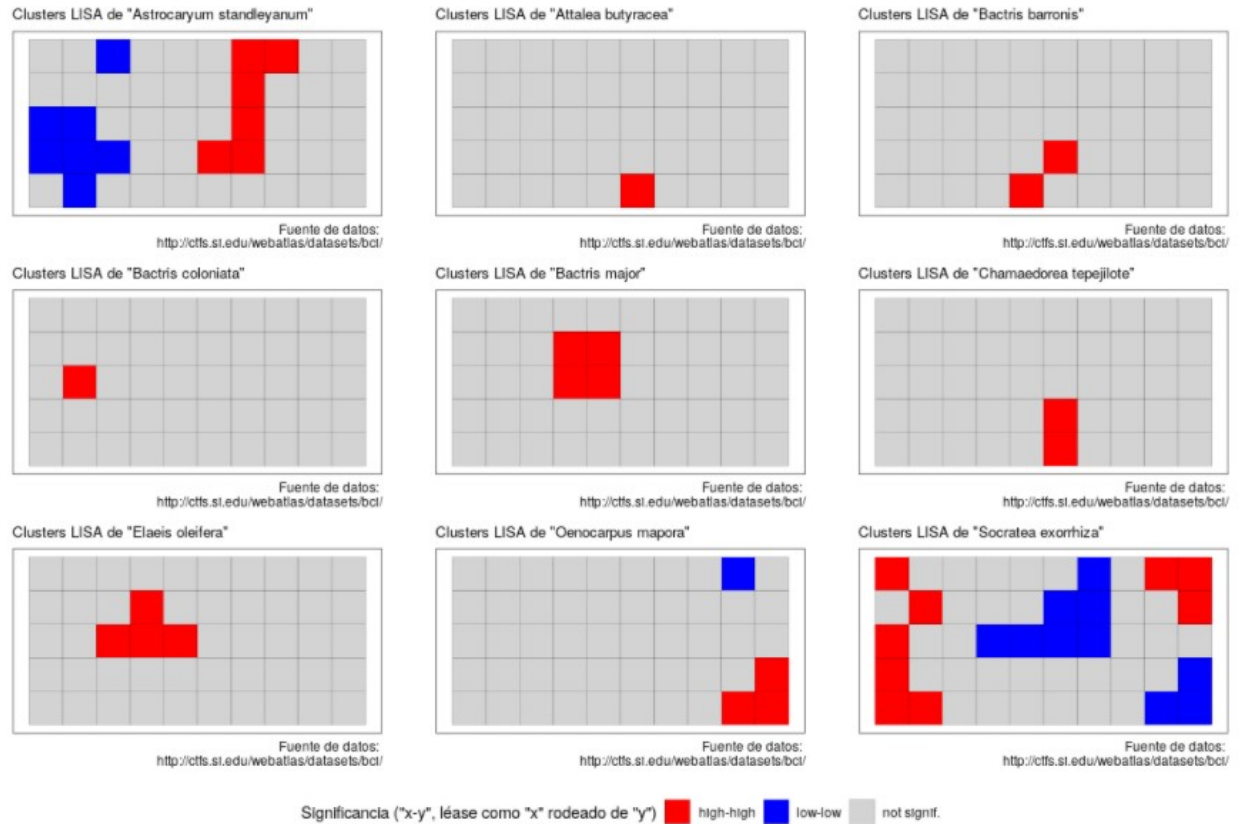 Clusters LISA de "Astrocaryum standleyanum"
Clusters LISA de "Attalea butyracea"
Clusters LISA de "Bactris barronis"
Fuente de datos:
http://ctfs.si.edu/webatlas/datasets/bci/
Fuente de datos:
http://ctfs.si.edu/webatlas/datasets/bci/
Fuente de datos:
http://ctfs.si.edu/webatlas/datasets/bci/
Clusters LISA de "Bactris coloniata"
Clusters LISA de "Bactris major"
Clusters LISA de "Chamaedorea tepejilote"
Fuente de datos:
http://ctfs.si.edu/webatlas/datasets/bci/
Fuente de datos:
http://ctfs.si.edu/webatlas/datasets/bci/
Fuente de datos:
http://ctfs.si.edu/webatlas/datasets/bci/
Clusters LISA de "Elaeis oleifera"
Clusters LISA de "Oenocarpus mapora"
Clusters LISA de "Socratea exorrhiza"
Fuente de datos:
http://ctfs.si.edu/webatlas/datasets/bci/
Fuente de datos:
http://ctfs.si.edu/webatlas/datasets/bci/
Fuente de datos:
http://ctfs.si.edu/webatlas/datasets/bci/
Significancia ("x-y", léase como "x" rodeado de "y") high-high low-low not signif.